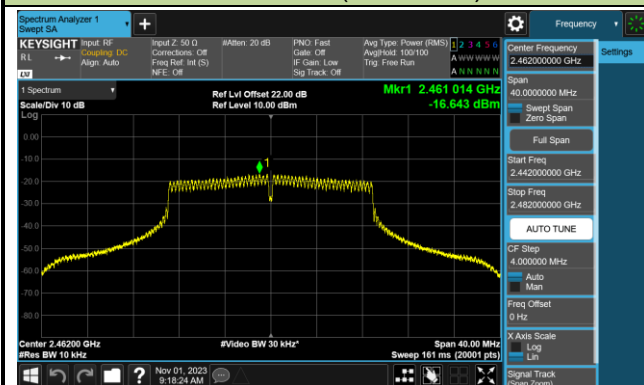 Spectrum Analyzer 1
Swept SA
+
Frequency
KEYSIGHT Input: RF
R L
Coupling: DC
Align: Auto
LXI
Input Z: 50 Ω
Corrections: Off
Freq Ref: Int (S)
NFE: Off
#Atten: 20 dB
PNO: Fast
Gate: Off
IF Gain: Low
Sig Track: Off
Avg Type: Power (RMS)
Avg|Hold: 100/100
Trig: Free Run
1 2 3 4 5 6
A W W W W W
A N N N N N
Center Frequency
2.462000000 GHz
Settings
Span
40.0000000 MHz
Swept Span
Zero Span
Full Span
Start Freq
2.442000000 GHz
Stop Freq
2.482000000 GHz
AUTO TUNE
CF Step
4.000000 MHz
Auto
Man
Freq Offset
0 Hz
X Axis Scale
Log
Lin
Signal Track
(Span Zoom)
1 Spectrum
Scale/Div 10 dB
Log
Ref Lvl Offset 22.00 dB
Ref Level 10.00 dBm
Mkr1 2.461 014 GHz
-16.643 dBm
1
0.00
-10.0
-20.0
-30.0
-40.0
-50.0
-60.0
-70.0
-80.0
Center 2.46200 GHz
#Res BW 10 kHz
#Video BW 30 kHz*
Span 40.00 MHz
Sweep 161 ms (20001 pts)
?
Nov 01, 2023
9:18:24 AM